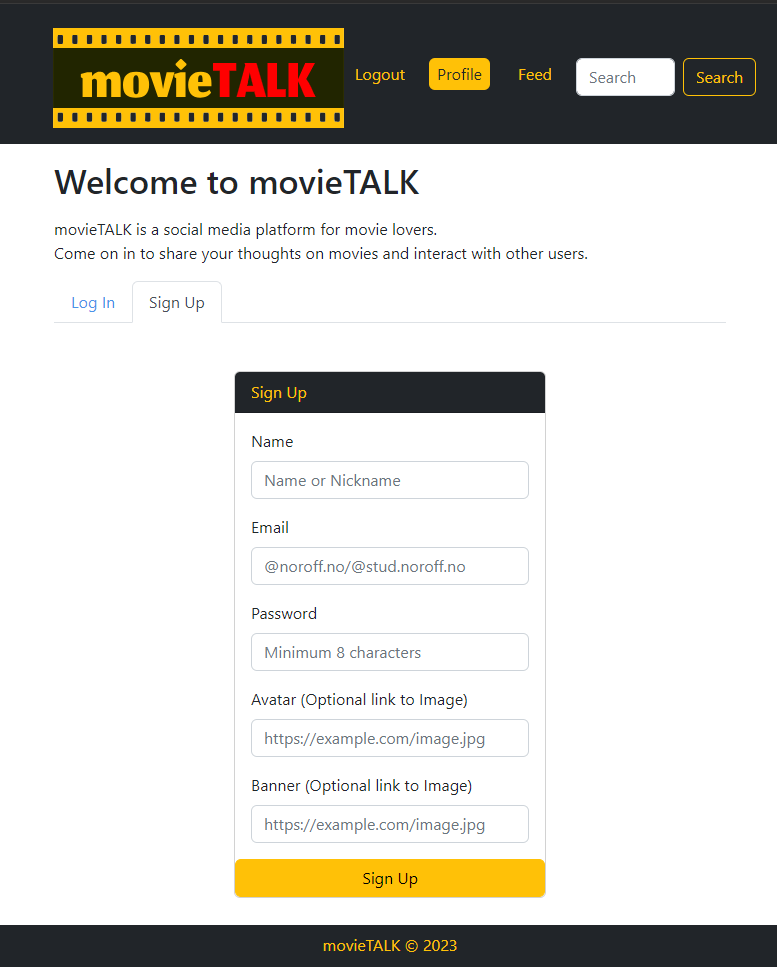 movieTALK
Logout Profile Feed Search Search
Welcome to movieTALK
movieTALK is a social media platform for movie lovers.
Come on in to share your thoughts on movies and interact with other users.
Log In Sign Up
Sign Up
Name
Name or Nickname
Email
@noroff.no/@stud.noroff.no
Password
Minimum 8 characters
Avatar (Optional link to Image)
https://example.com/image.jpg
Banner (Optional link to Image)
https://example.com/image.jpg
Sign Up
movieTALK © 2023